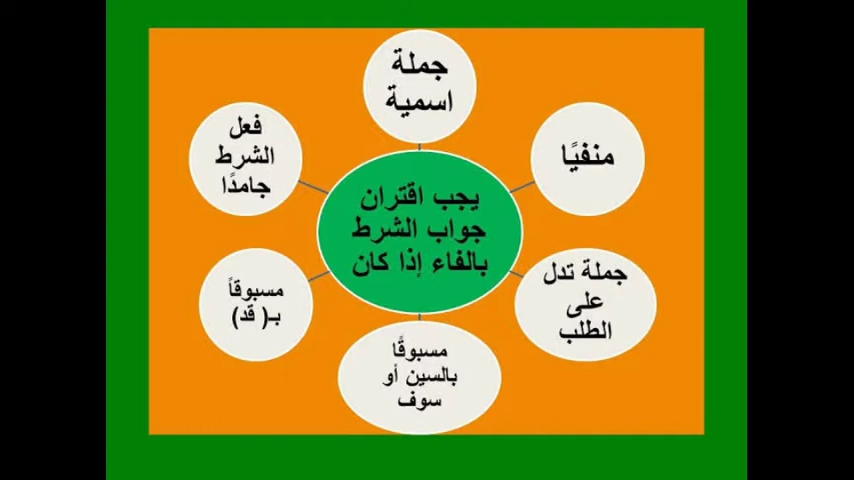 جملة
اسمية
منفيًا
فعل
الشرط
جامدًا
يجب اقتران
جواب الشرط
بالفاء إذا كان
جملة تدل
على
الطلب
مسبوقاً
بـ( قد)
مسبوقًا
بالسين أو
سوف